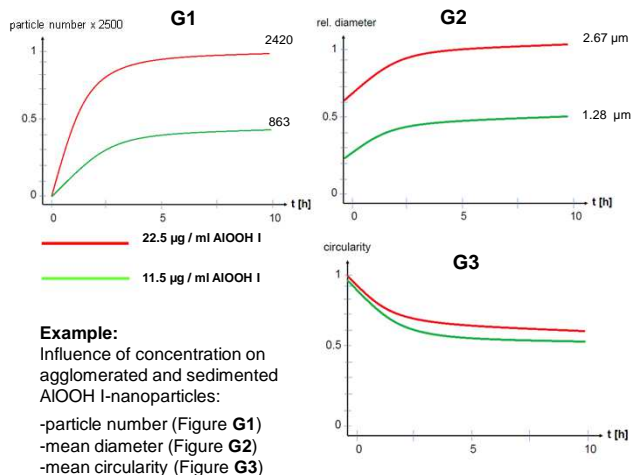 G1
particle number x 2500
2420
863
1
0.5
0
0
5
10
t [h]
G2
rel. diameter
2.67 µm
1.28 µm
1
0.5
0
0
5
10
t [h]
22.5 µg / ml AlOOH I
11.5 µg / ml AlOOH I
G3
circularity
1
0.5
0
0
5
10
t [h]
Example:
Influence of concentration on
agglomerated and sedimented
AlOOH I-nanoparticles:
-particle number (Figure G1)
-mean diameter (Figure G2)
-mean circularity (Figure G3)